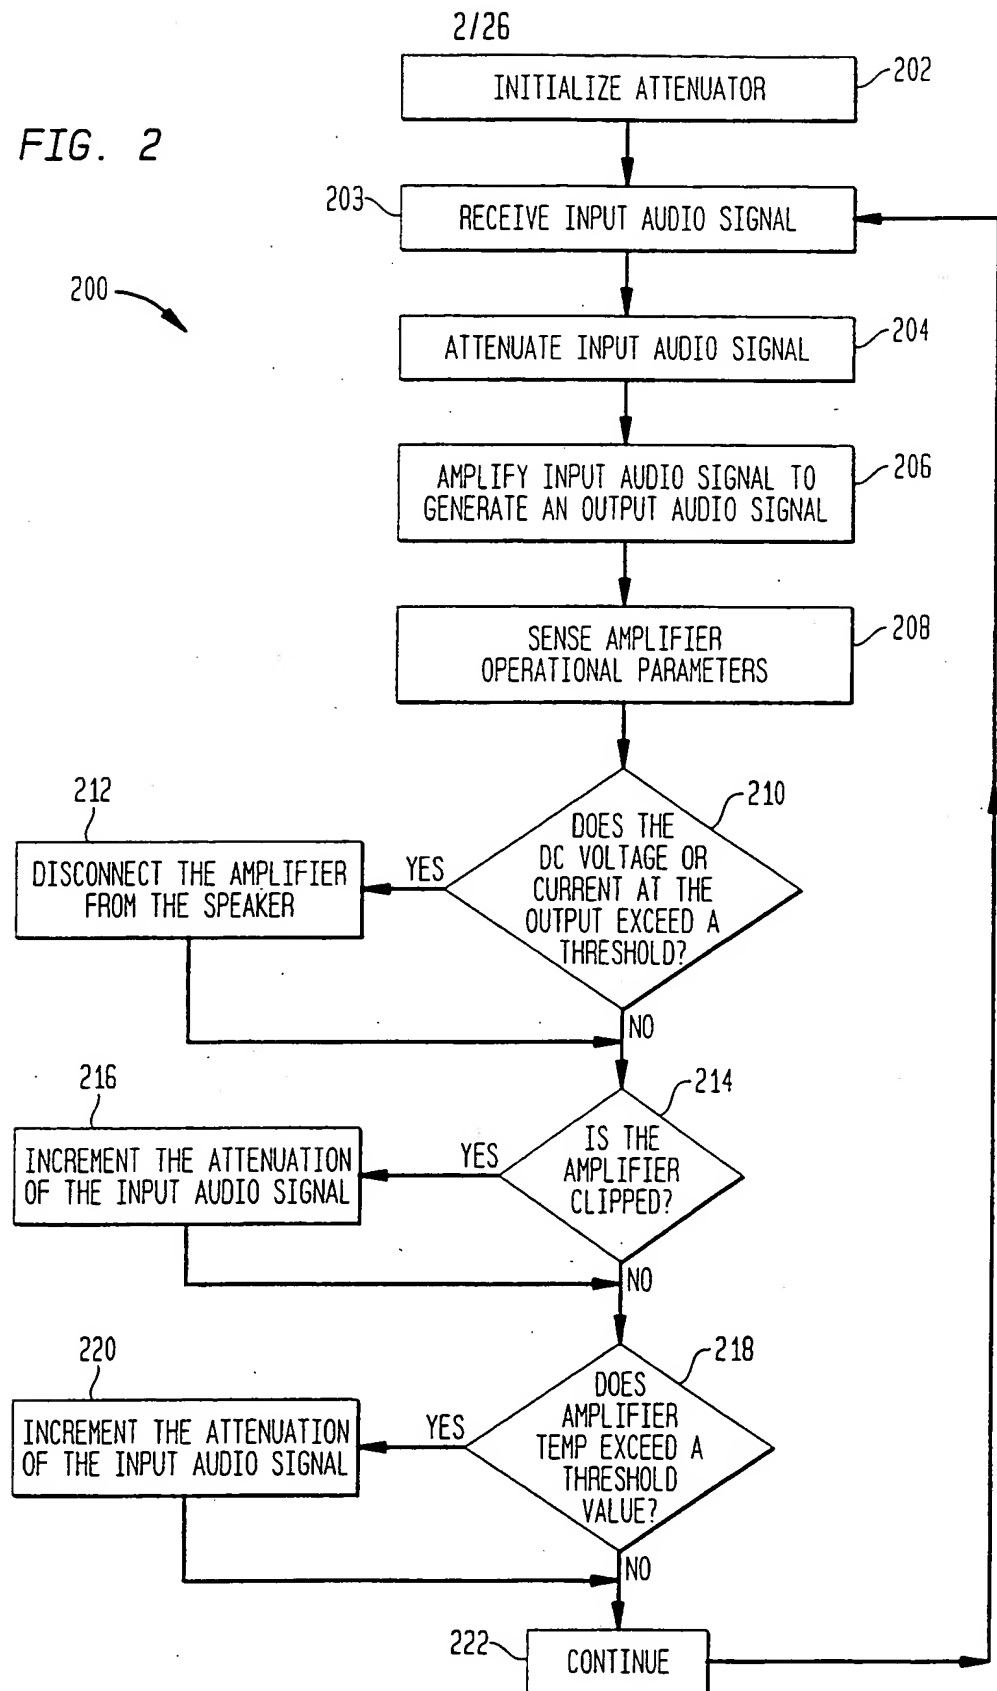 2/26
INITIALIZE ATTENUATOR
202
FIG. 2
203
RECEIVE INPUT AUDIO SIGNAL
200
ATTENUATE INPUT AUDIO SIGNAL
204
AMPLIFY INPUT AUDIO SIGNAL TO
GENERATE AN OUTPUT AUDIO SIGNAL
206
SENSE AMPLIFIER
OPERATIONAL PARAMETERS
208
210
DOES THE
DC VOLTAGE OR
CURRENT AT THE
OUTPUT EXCEED A
THRESHOLD?
YES
212
DISCONNECT THE AMPLIFIER
FROM THE SPEAKER
NO
214
IS THE
AMPLIFIER
CLIPPED?
YES
216
INCREMENT THE ATTENUATION
OF THE INPUT AUDIO SIGNAL
NO
218
DOES
AMPLIFIER
TEMP EXCEED A
THRESHOLD
VALUE?
YES
220
INCREMENT THE ATTENUATION
OF THE INPUT AUDIO SIGNAL
NO
222
CONTINUE